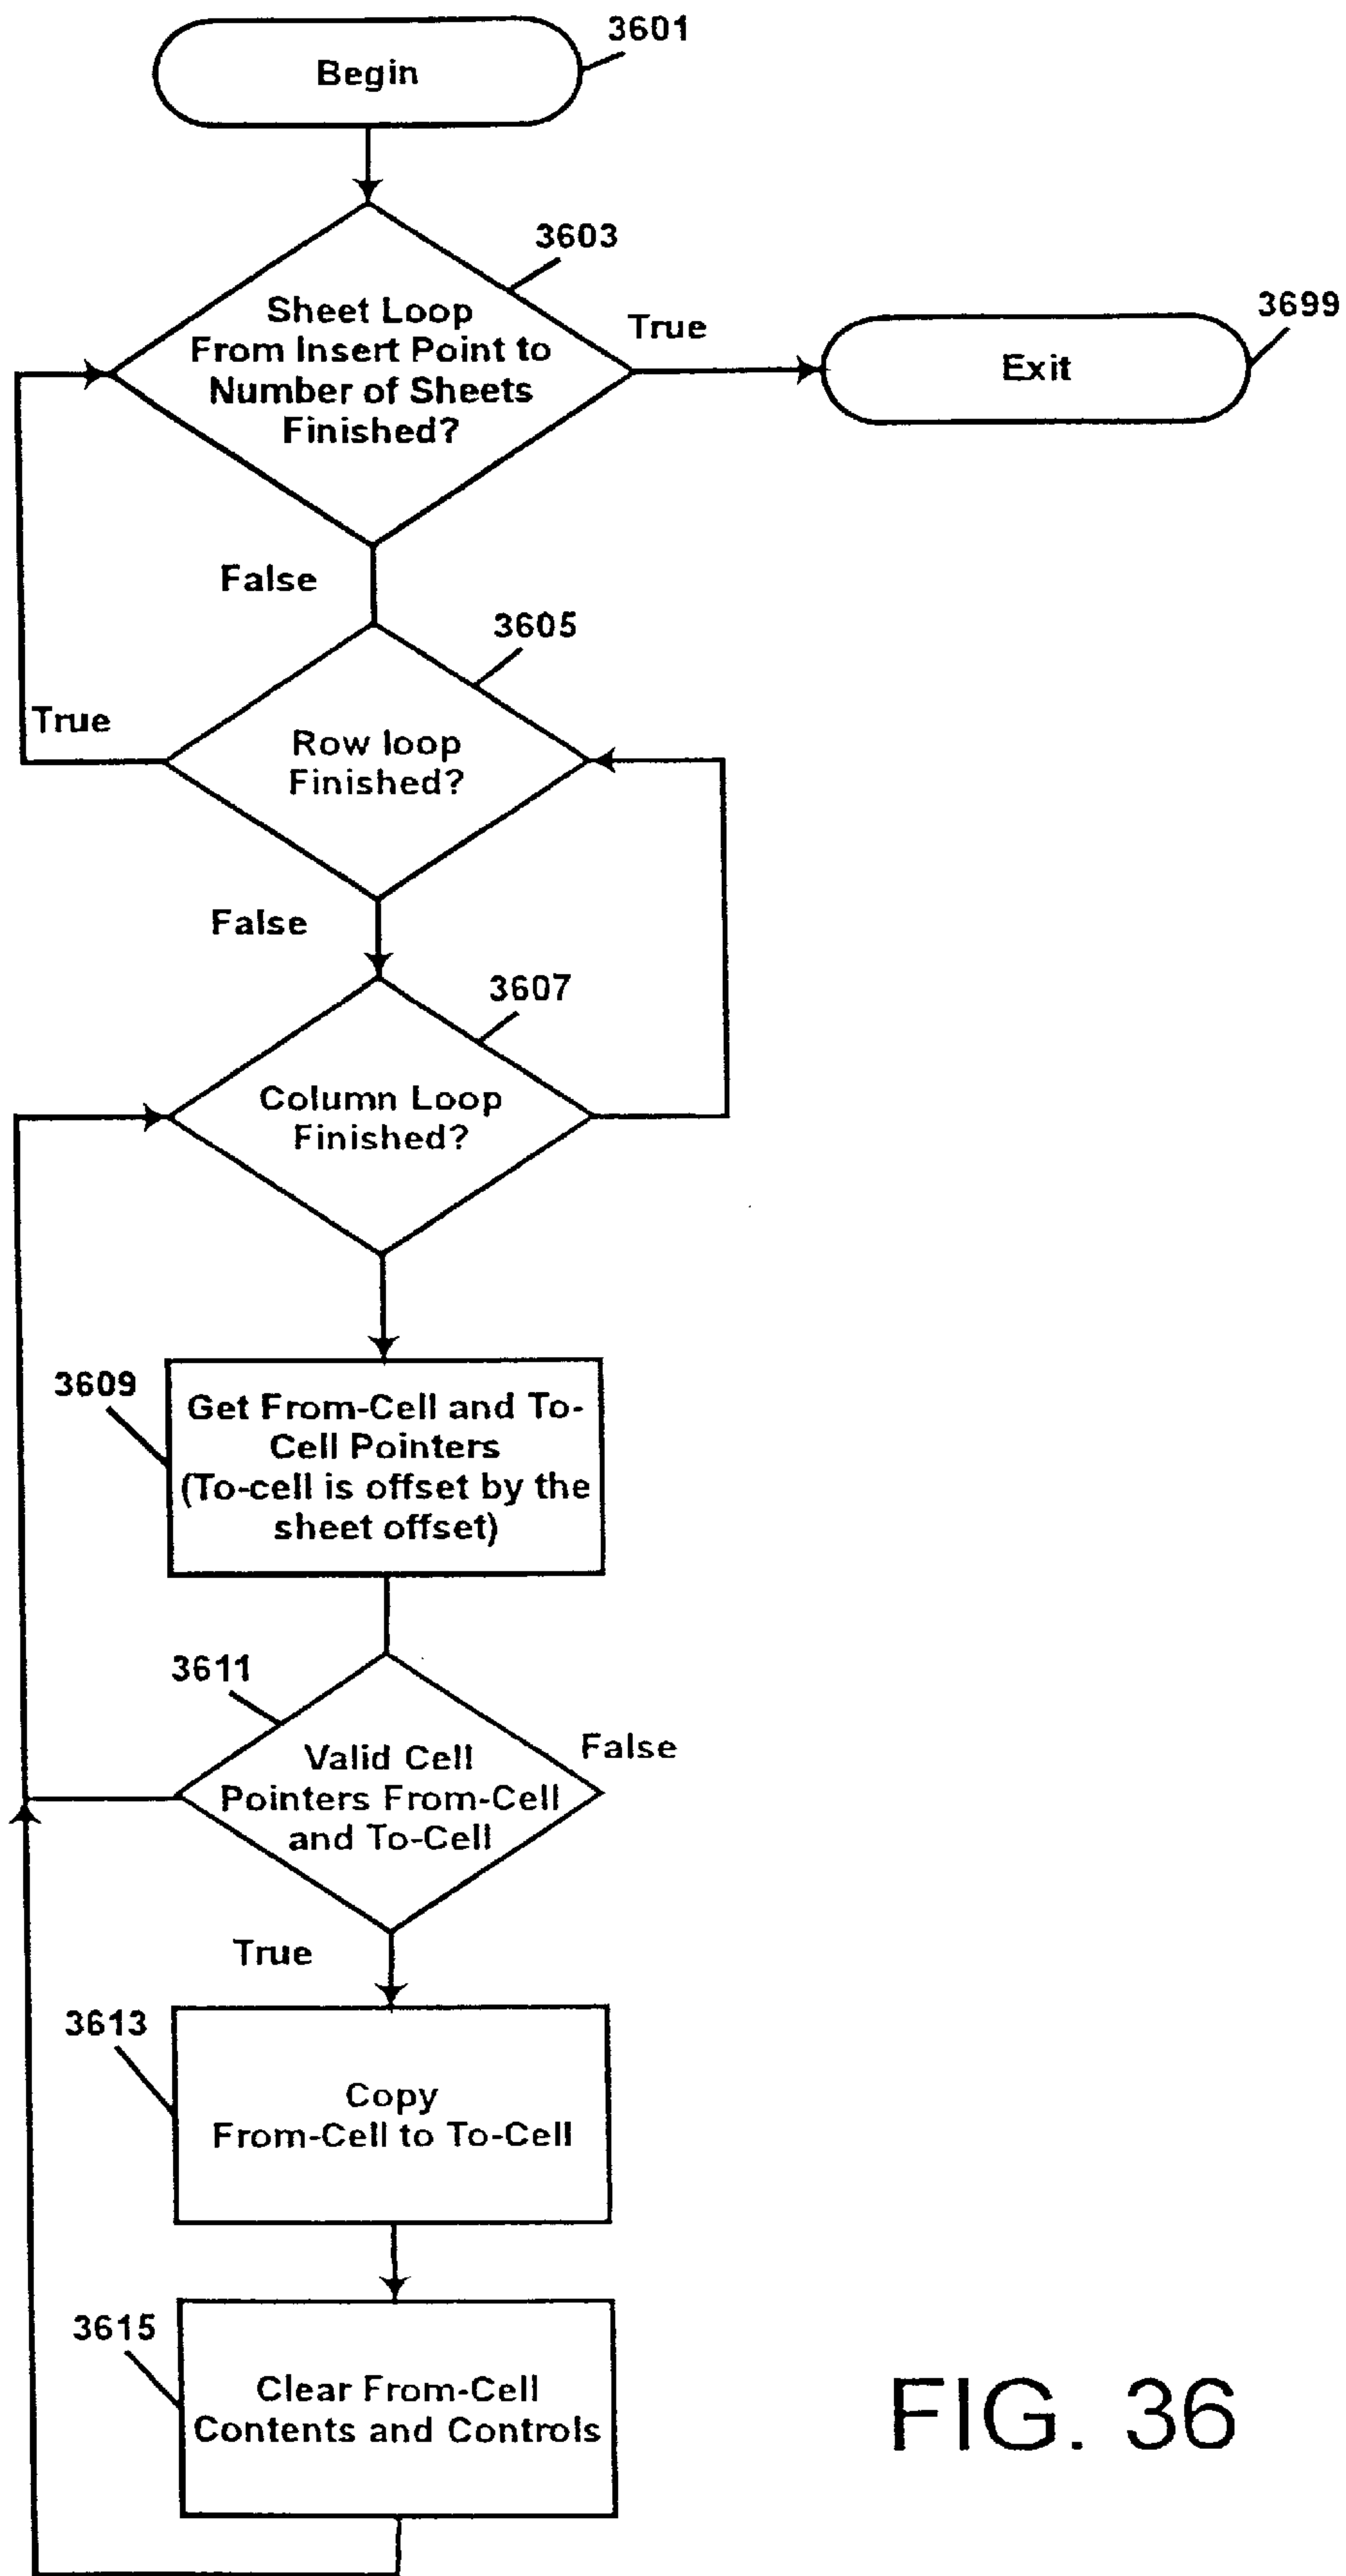 3601
Begin
3603
Sheet Loop
From Insert Point to
Number of Sheets
Finished?
True
3699
Exit
False
3605
True
Row loop
Finished?
False
3607
Column Loop
Finished?
3609
Get From-Cell and To-
Cell Pointers
(To-cell is offset by the
sheet offset)
3611
False
Valid Cell
Pointers From-Cell
and To-Cell
True
3613
Copy
From-Cell to To-Cell
3615
Clear From-Cell
Contents and Controls
FIG. 36